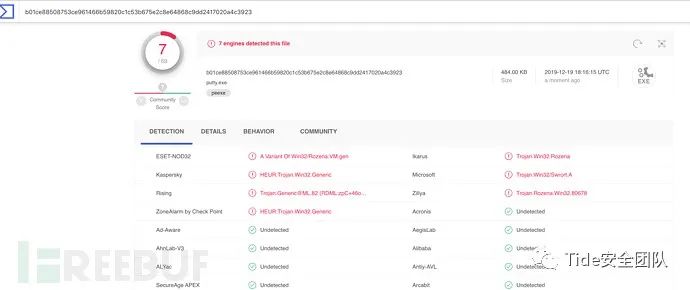 b01ce88508753ce961466b59820c1c53b675e2c8e64868c9dd2417020a4c3923
7
/ 69
?
Community
Score
7 engines detected this file
b01ce88508753ce961466b59820c1c53b675e2c8e64868c9dd2417020a4c3923
putty.exe
peexe
484.00 KB
Size
2019-12-19 18:16:15 UTC
a moment ago
EXE
DETECTION DETAILS BEHAVIOR COMMUNITY
ESET-NOD32 A Variant Of Win32/Rozena.VM.gen Ikarus Trojan.Win32.Rozena
Kaspersky HEUR:Trojan.Win32.Generic Microsoft Trojan:Win32/Swrort.A
Rising Trojan.Generic@ML.82 (RDML:zpC+46o... Zillya Trojan.Rozena.Win32.80678
ZoneAlarm by Check Point HEUR:Trojan.Win32.Generic Acronis Undetected
Ad-Aware Undetected AegisLab Undetected
AhnLab-V3 Undetected Alibaba Undetected
ALYac Undetected Antiy-AVL Undetected
SecureAge APEX Undetected Arcabit Undetected
FREEBUF
Tide安全团队